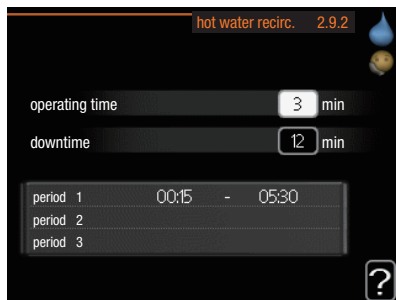 hot water recirc. 2.9.2
operating time 3 min
downtime 12 min
period 1 00:15 - 05:30
period 2
period 3
?